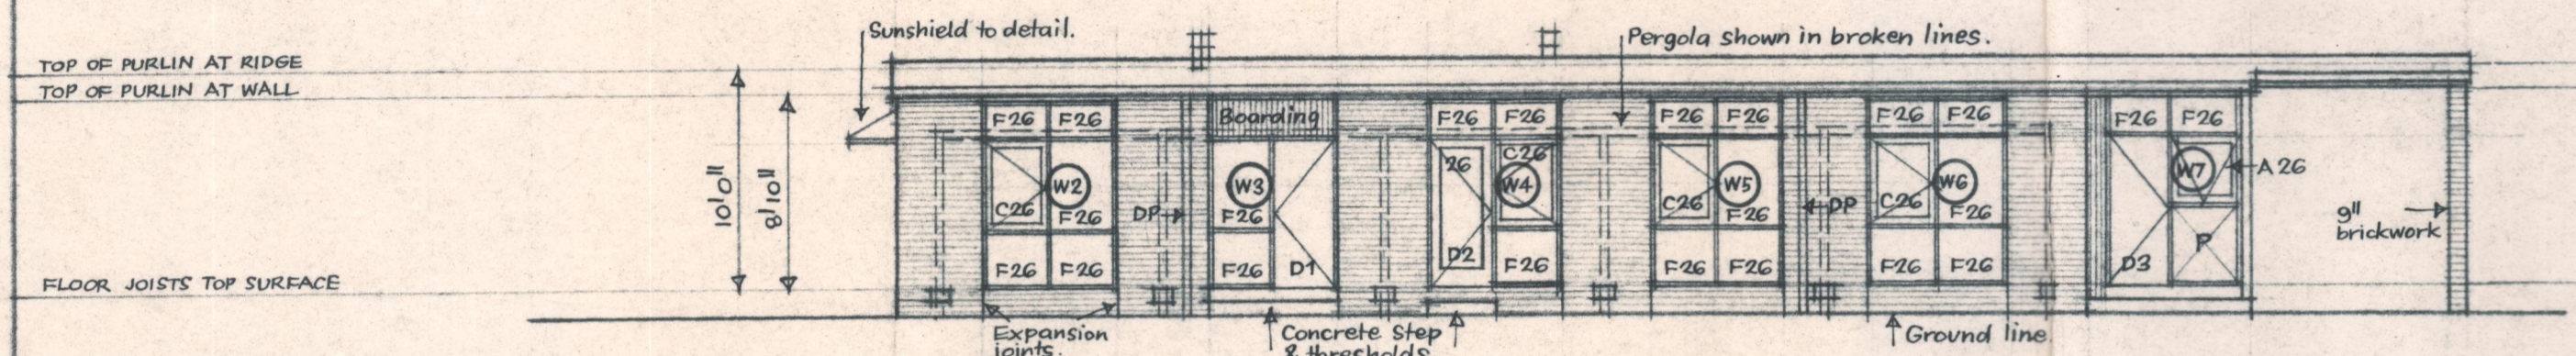 Sunshield to detail.
Pergola shown in broken lines.
TOP OF PURLIN AT RIDGE
TOP OF PURLIN AT WALL
F26 F26 Boarding F26 F26 F26 F26 F26 F26 F26 F26
26 C26
W2 W3 W4 W5 W6 W7 A26
10'10"
8'10"
C26 F26 DP F26 C26 F26 DP C26 F26
9"
brickwork
F26 F26 F26 D1 D2 F26 F26 F26 F26 F26 D3 P
FLOOR JOISTS TOP SURFACE
Expansion
joints.
Concrete Step
& thresholds
Ground line